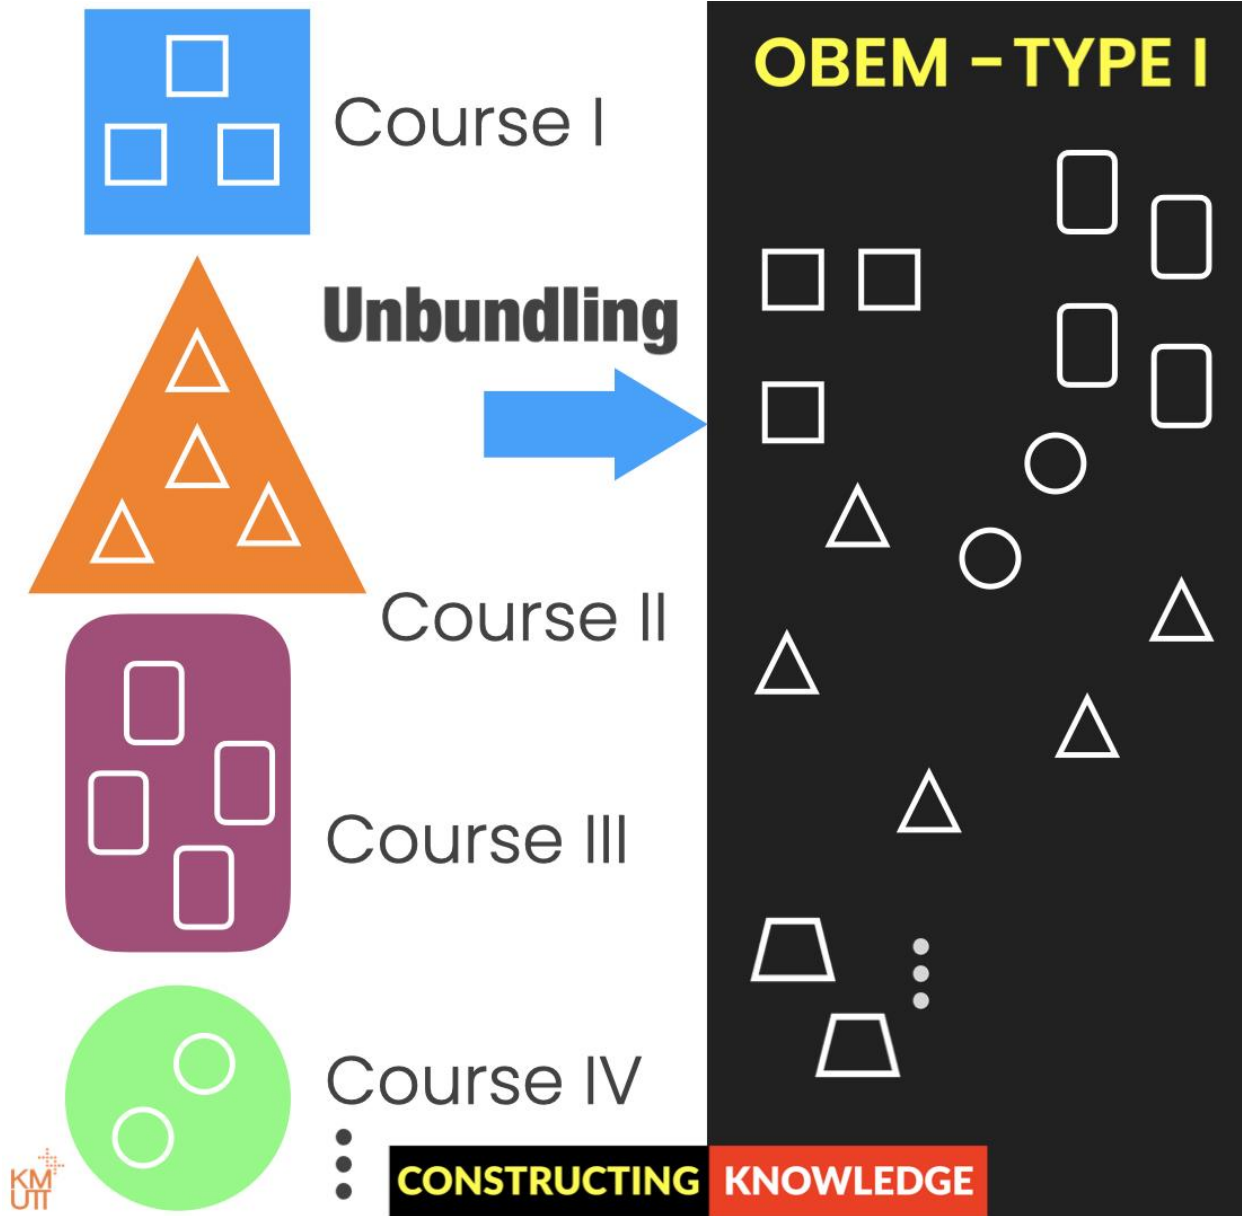 OBEM - TYPE I
Course I
Unbundling
Course II
Course III
Course IV
CONSTRUCTING KNOWLEDGE
KM
UTT